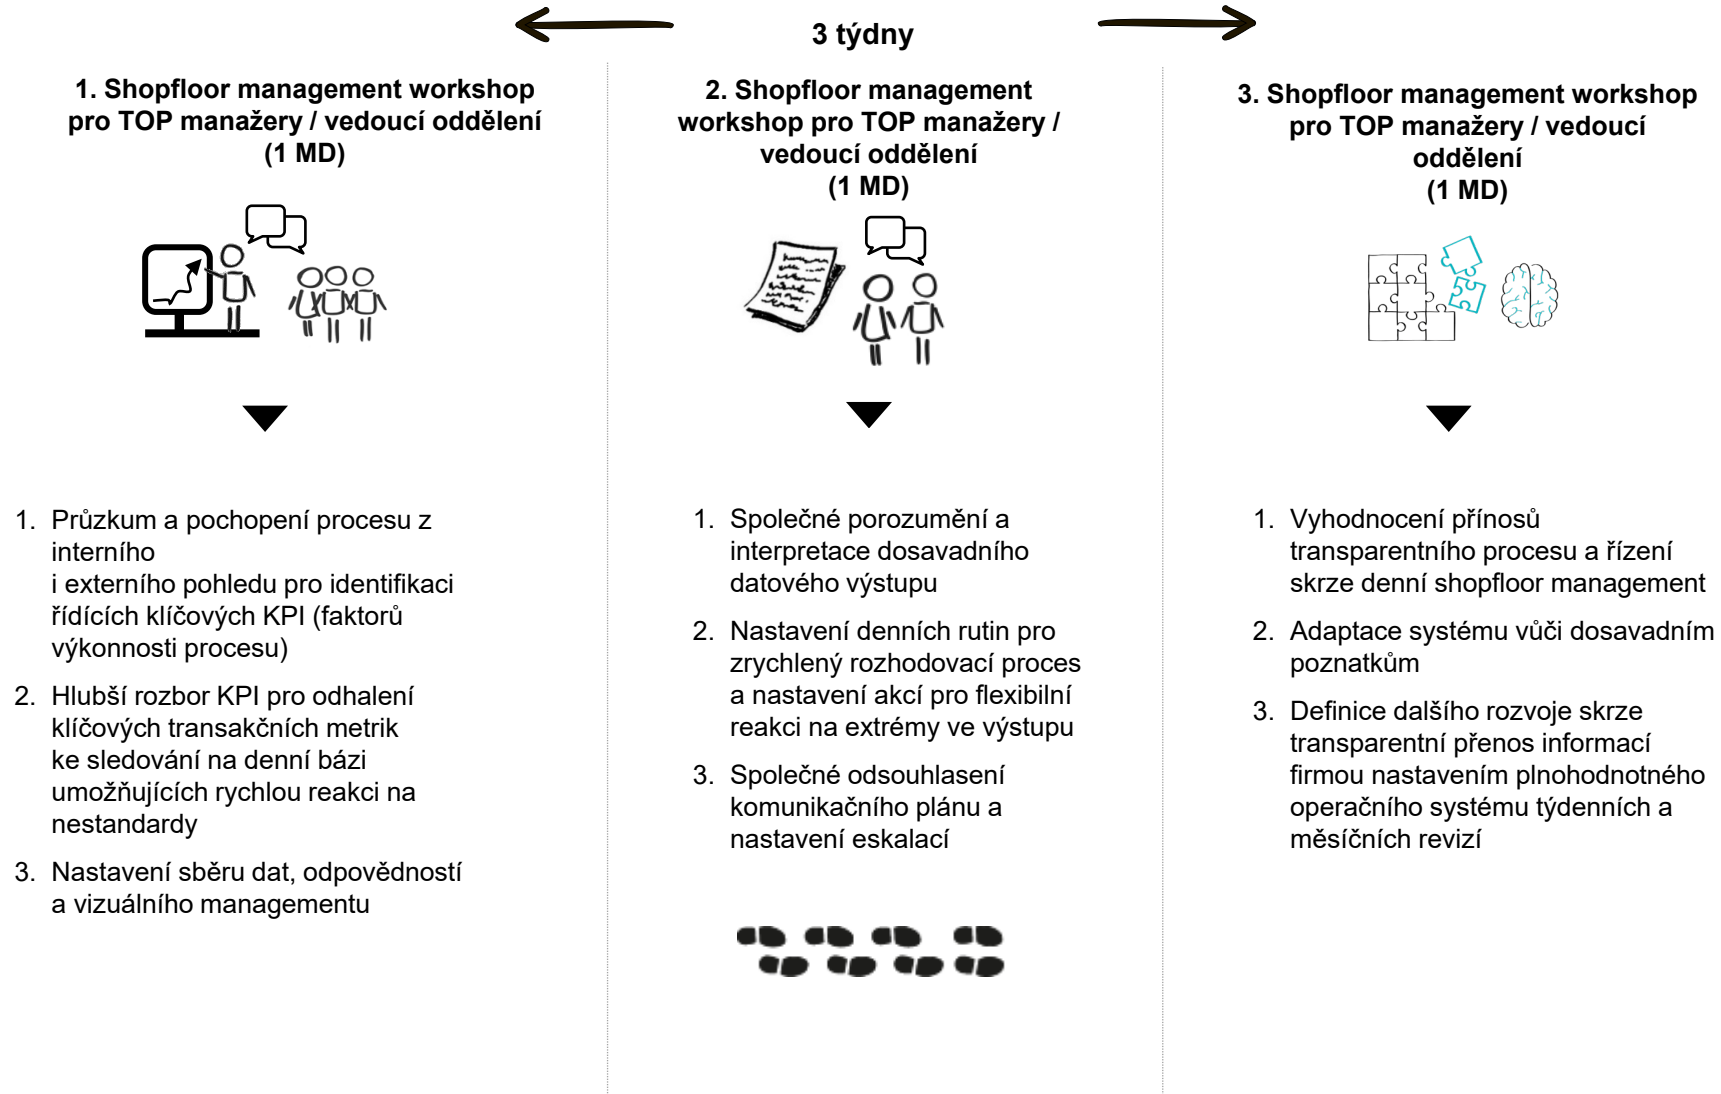 3 týdny
1. Shopfloor management workshop
pro TOP manažery / vedoucí oddělení
(1 MD)
1. Průzkum a pochopení procesu z
interního
i externího pohledu pro identifikaci
řídících klíčových KPI (faktorů
výkonnosti procesu)
2. Hlubší rozbor KPI pro odhalení
klíčových transakčních metrik
ke sledování na denní bázi
umožňujících rychlou reakci na
nestandardy
3. Nastavení sběru dat, odpovědností
a vizuálního managementu
2. Shopfloor management
workshop pro TOP manažery /
vedoucí oddělení
(1 MD)
1. Společné porozumění a
interpretace dosavadního
datového výstupu
2. Nastavení denních rutin pro
zrychlený rozhodovací proces
a nastavení akcí pro flexibilní
reakci na extrémy ve výstupu
3. Společné odsouhlasení
komunikačního plánu a
nastavení eskalací
3. Shopfloor management workshop
pro TOP manažery / vedoucí
oddělení
(1 MD)
1. Vyhodnocení přínosů
transparentního procesu a řízení
skrze denní shopfloor management
2. Adaptace systému vůči dosavadním
poznatkům
3. Definice dalšího rozvoje skrze
transparentní přenos informací
firmou nastavením plnohodnotného
operačního systému týdenních a
měsíčních revizí